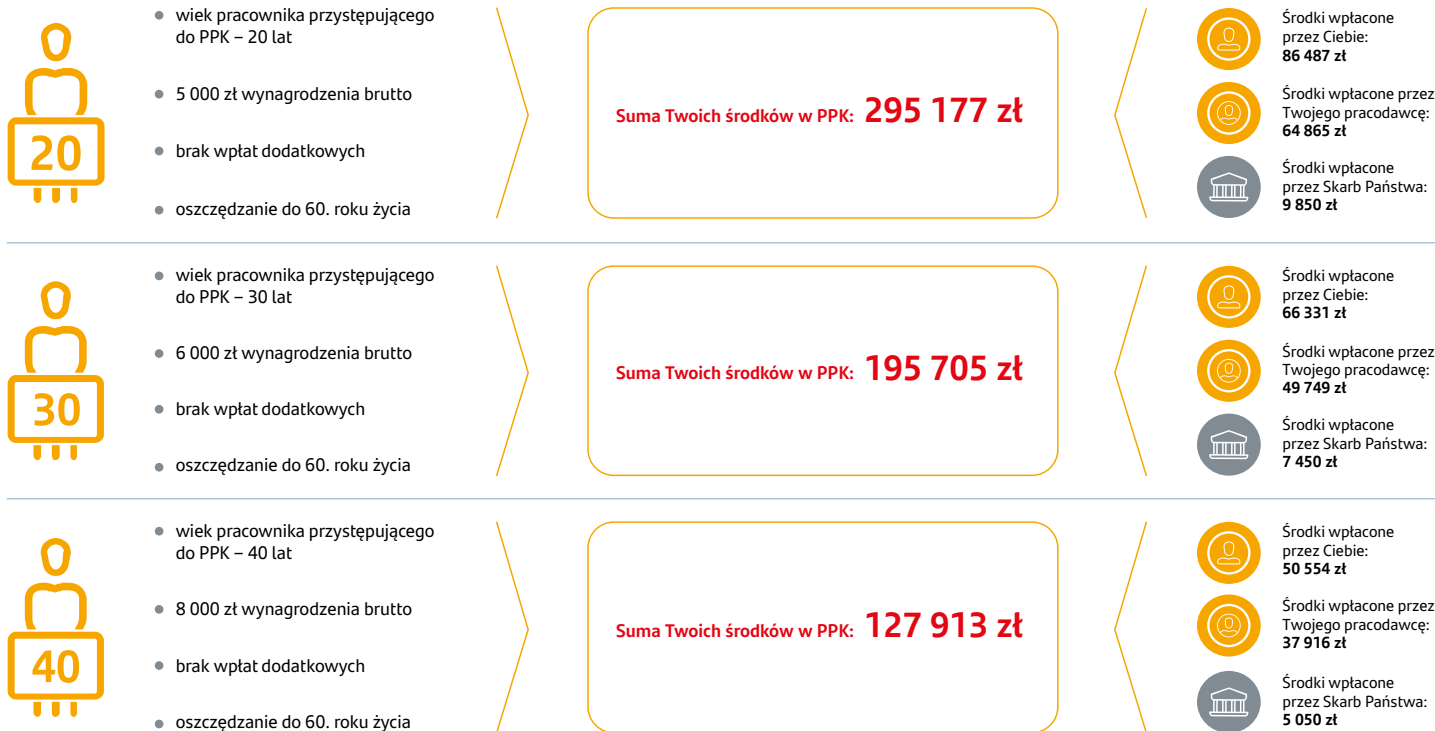 20
wiek pracownika przystępującego
do PPK – 20 lat
5 000 zł wynagrodzenia brutto
brak wpłat dodatkowych
oszczędzanie do 60. roku życia
Suma Twoich środków w PPK: 295 177 zł
Środki wpłacone
przez Ciebie:
86 487 zł
Środki wpłacone przez
Twojego pracodawcę:
64 865 zł
Środki wpłacone
przez Skarb Państwa:
9 850 zł
30
wiek pracownika przystępującego
do PPK – 30 lat
6 000 zł wynagrodzenia brutto
brak wpłat dodatkowych
oszczędzanie do 60. roku życia
Suma Twoich środków w PPK: 195 705 zł
Środki wpłacone
przez Ciebie:
66 331 zł
Środki wpłacone przez
Twojego pracodawcę:
49 749 zł
Środki wpłacone
przez Skarb Państwa:
7 450 zł
40
wiek pracownika przystępującego
do PPK – 40 lat
8 000 zł wynagrodzenia brutto
brak wpłat dodatkowych
oszczędzanie do 60. roku życia
Suma Twoich środków w PPK: 127 913 zł
Środki wpłacone
przez Ciebie:
50 554 zł
Środki wpłacone przez
Twojego pracodawcę:
37 916 zł
Środki wpłacone
przez Skarb Państwa:
5 050 zł